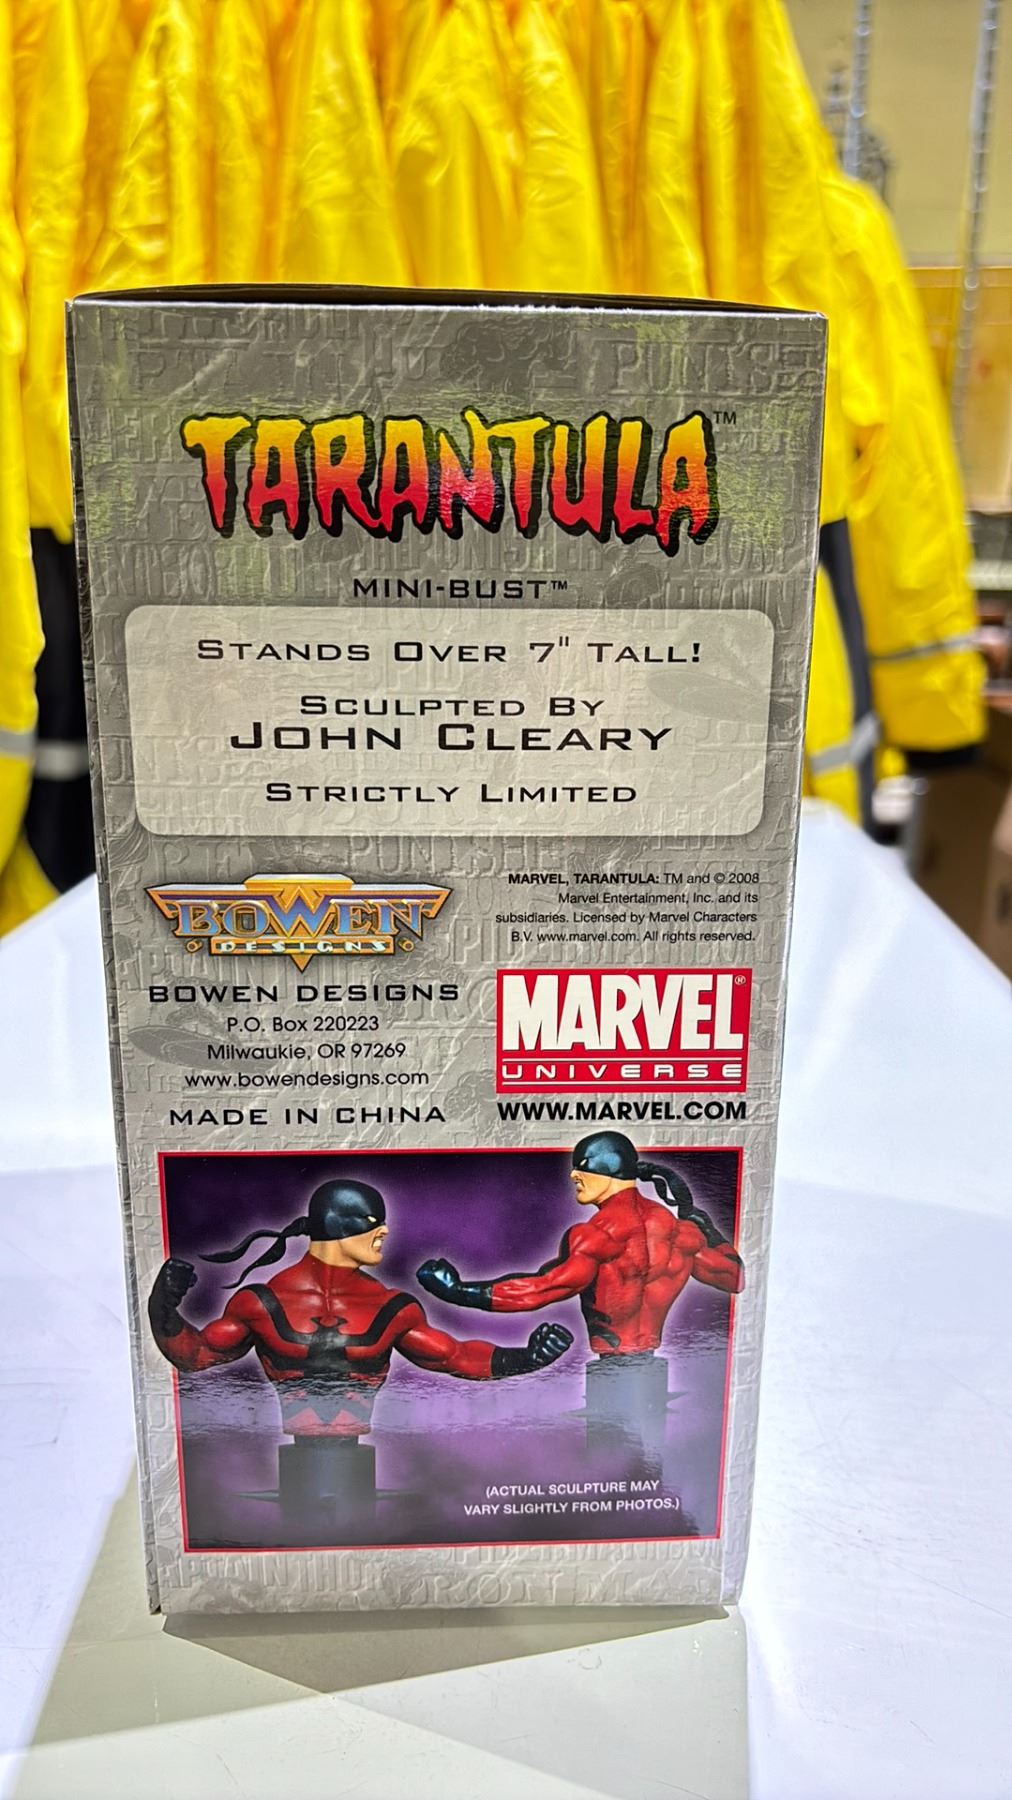 TARANTULA™
MINI-BUST™
STANDS OVER 7" TALL!
SCULPTED BY
JOHN CLEARY
STRICTLY LIMITED
BOWEN
DESIGNS
BOWEN DESIGNS
P.O. Box 220223
Milwaukie, OR 97269
www.bowendesigns.com
MADE IN CHINA
MARVEL, TARANTULA: TM and © 2008
Marvel Entertainment, Inc. and its
subsidiaries. Licensed by Marvel Characters
B.V. www.marvel.com. All rights reserved.
MARVEL®
UNIVERSE
WWW.MARVEL.COM
(ACTUAL SCULPTURE MAY
VARY SLIGHTLY FROM PHOTOS.)